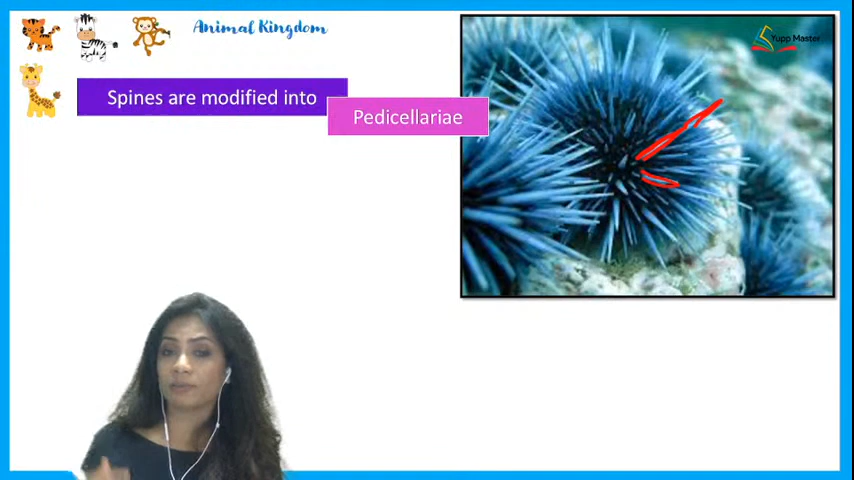 Animal Kingdom
Yupp Master
Spines are modified into
Pedicellariae